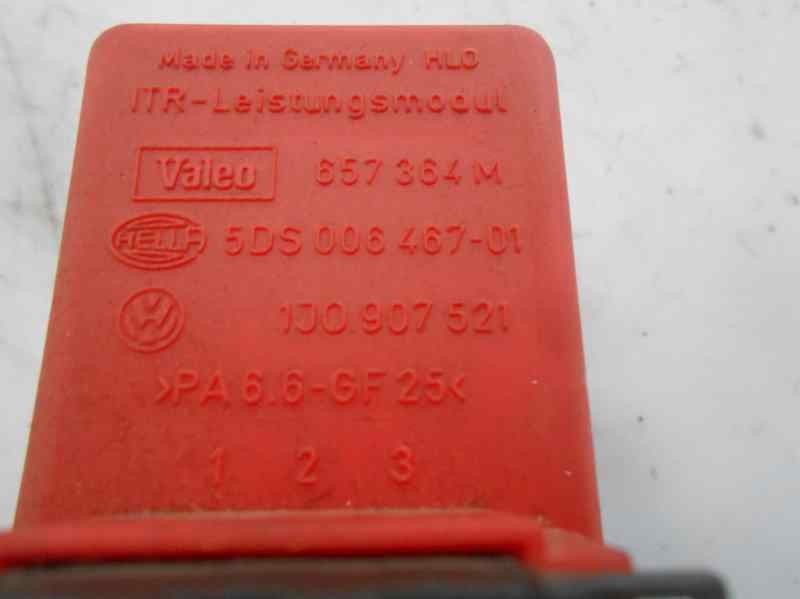 Made in Germany HLO
ITR-Leistungsmodul
Valeo 657 364 M
HELLA 5DS 006 467-01
VW 1J0 907 521
>PA 6.6-GF 25<
1 2 3